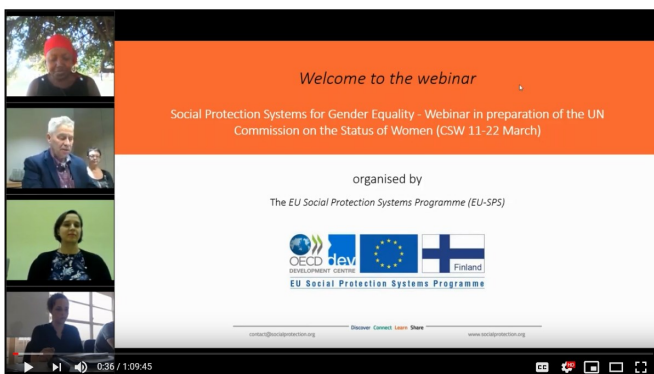 Welcome to the webinar
Social Protection Systems for Gender Equality - Webinar in preparation of the UN
Commission on the Status of Women (CSW 11-22 March)
organised by
The EU Social Protection Systems Programme (EU-SPS)
OECD dev
DEVELOPMENT CENTRE
Finland
EU Social Protection Systems Programme
Discover Connect Learn Share
contact@socialprotection.org
www.socialprotection.org
0:36 / 1:09:45
CC
HD